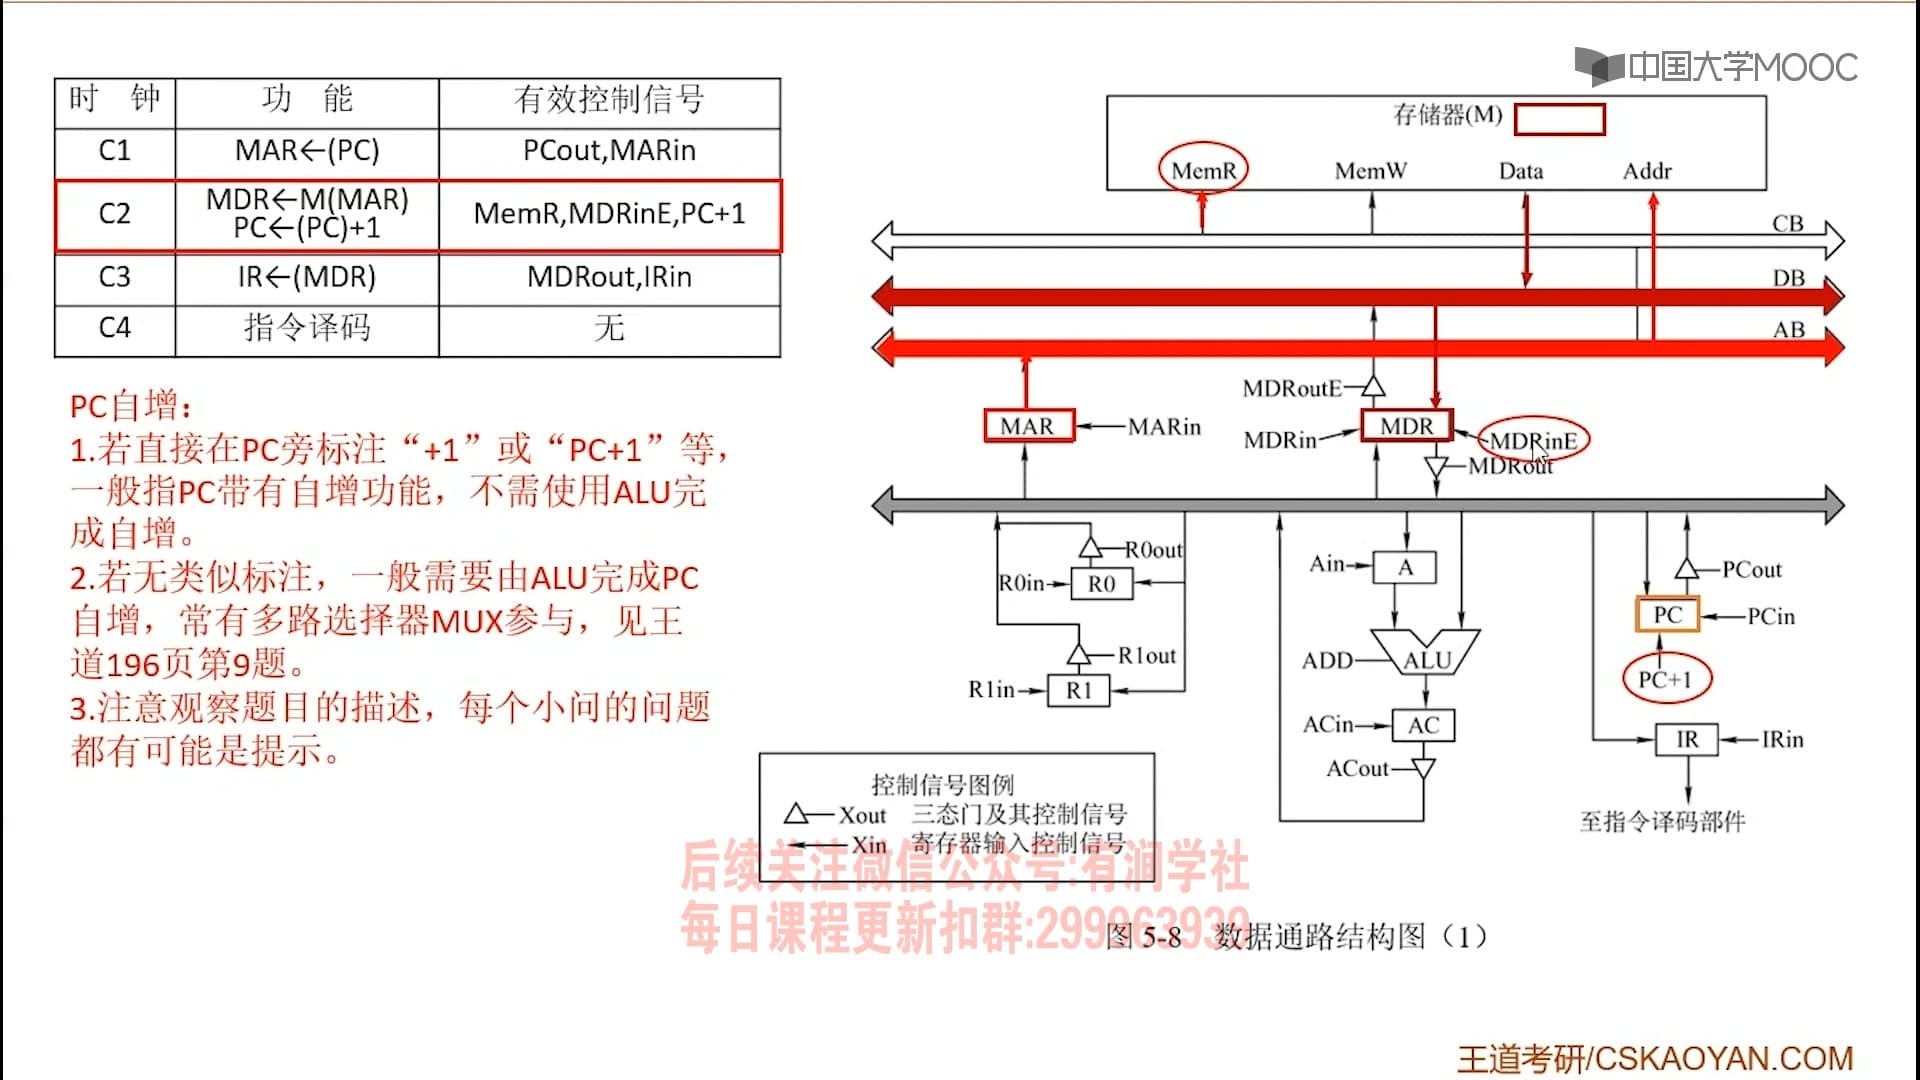 中国大学MOOC
时 钟 功 能 有效控制信号
C1 MAR←(PC) PCout,MARin
C2 MDR←M(MAR) MemR,MDRinE,PC+1
PC←(PC)+1
C3 IR←(MDR) MDRout,IRin
C4 指令译码 无
PC自增：
1.若直接在PC旁标注“+1”或“PC+1”等，
一般指PC带有自增功能，不需使用ALU完
成自增。
2.若无类似标注，一般需要由ALU完成PC
自增，常有多路选择器MUX参与，见王
道196页第9题。
3.注意观察题目的描述，每个小问的问题
都有可能是提示。
存储器(M)
MemR MemW Data Addr
CB
DB
AB
MDRoutE
MAR MARin MDRin MDR MDRinE
MDRout
R0out
R0in R0
R1out
R1in R1
Ain A
ADD ALU
ACin AC
ACout
PCout
PC PCin
PC+1
IR IRin
至指令译码部件
控制信号图例
Xout 三态门及其控制信号
Xin 寄存器输入控制信号
后续关注微信公众号:有润学社
每日课程更新扣群:299963939
图 5-8 数据通路结构图（1）
王道考研/CSKAOYAN.COM